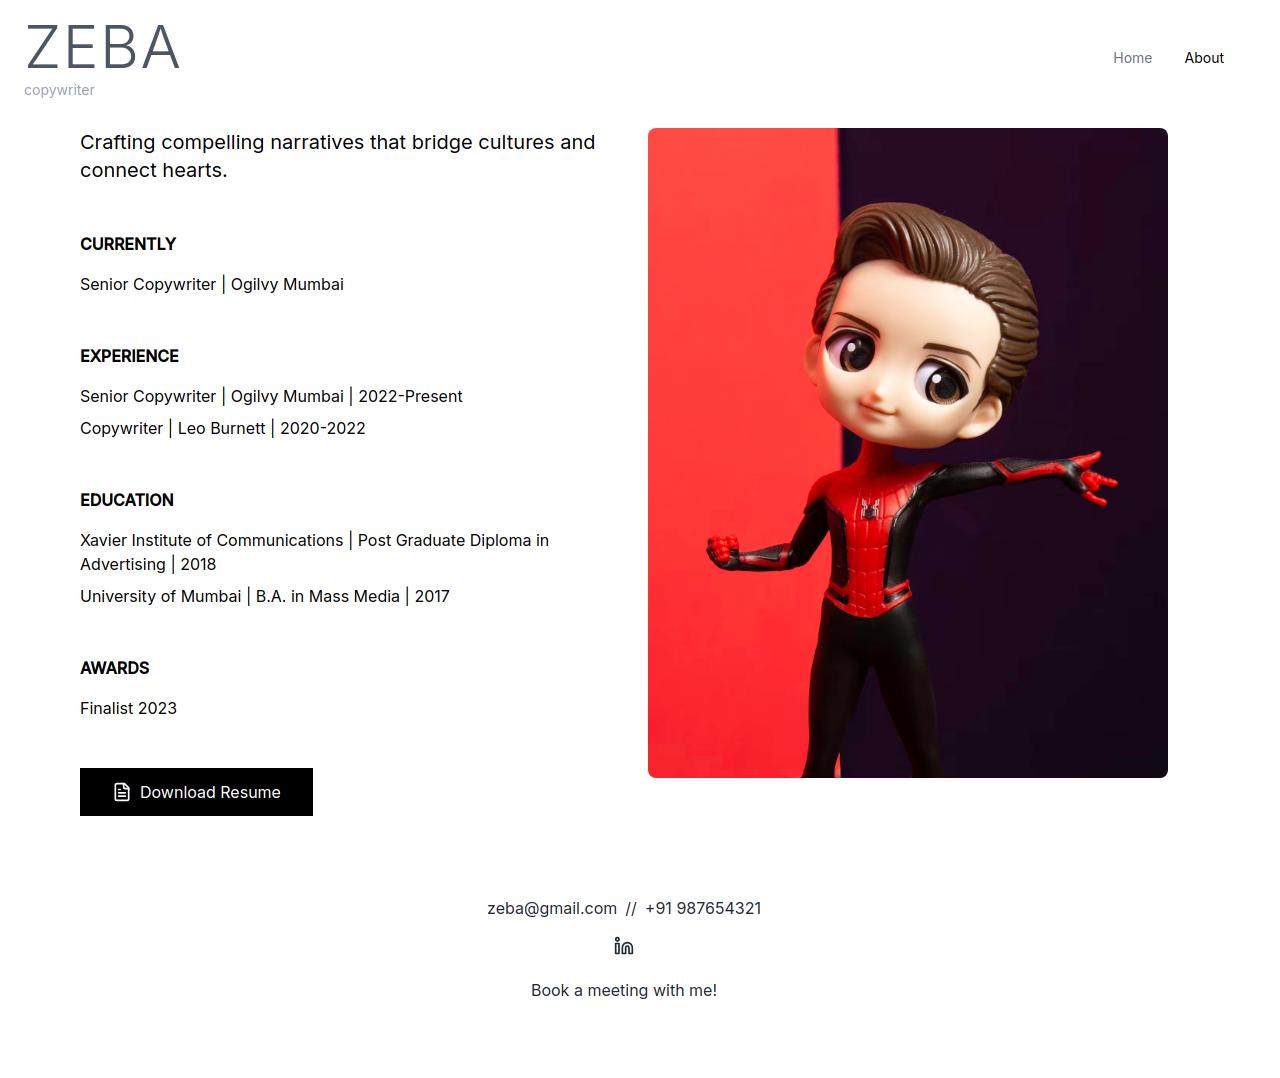 ZEBA
copywriter
Home
About
Crafting compelling narratives that bridge cultures and
connect hearts.
CURRENTLY
Senior Copywriter | Ogilvy Mumbai
EXPERIENCE
Senior Copywriter | Ogilvy Mumbai | 2022-Present
Copywriter | Leo Burnett | 2020-2022
EDUCATION
Xavier Institute of Communications | Post Graduate Diploma in
Advertising | 2018
University of Mumbai | B.A. in Mass Media | 2017
AWARDS
Finalist 2023
Download Resume
zeba@gmail.com // +91 987654321
in
Book a meeting with me!